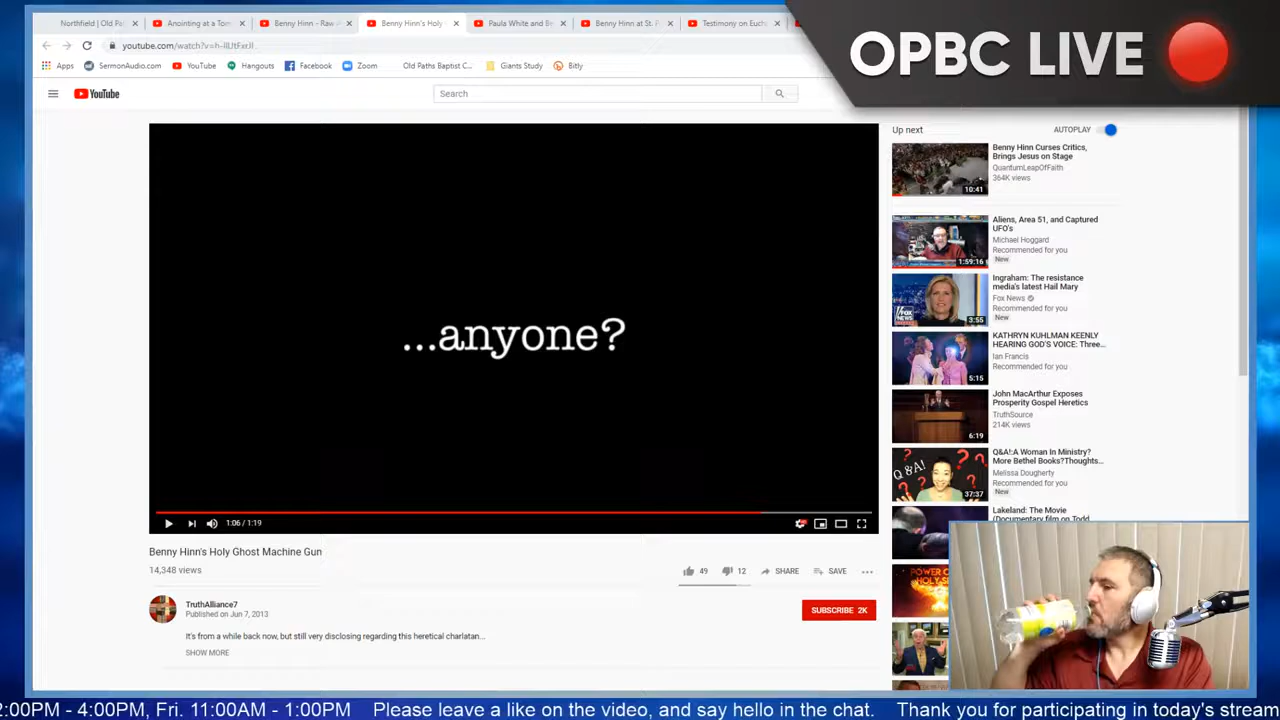 Northfield | Old Pat
Anointing at a Tom
Benny Hinn - Raw
Benny Hinn's Holy
Paula White and Be
Benny Hinn at St. P
Testimony on Euch
OPBC LIVE
Apps
SermonAudio.com
YouTube
Hangouts
Facebook
Zoom
Old Paths Baptist C...
Giants Study
Bitly
YouTube
Search
...anyone?
1:06 / 1:19
Up next
AUTOPLAY
Benny Hinn Curses Critics,
Brings Jesus on Stage
QuantumLeapOfFaith
364K views
10:41
Aliens, Area 51, and Captured
UFO's
Michael Hoggard
Recommended for you
New
1:59:16
Ingraham: The resistance
media's latest Hail Mary
Fox News
Recommended for you
New
3:55
KATHRYN KUHLMAN KEENLY
HEARING GOD'S VOICE: Three...
Ian Francis
Recommended for you
5:15
John MacArthur Exposes
Prosperity Gospel Heretics
TruthSource
214K views
6:19
Q&A!:A Woman In Ministry?
More Bethel Books?Thoughts...
Melissa Dougherty
Recommended for you
New
Q & A!
37:37
Lakeland: The Movie
(Documentary film on Todd
Benny Hinn's Holy Ghost Machine Gun
14,348 views
49
12
SHARE
SAVE
TruthAlliance7
Published on Jun 7, 2013
SUBSCRIBE 2K
It's from a while back now, but still very disclosing regarding this heretical charlatan...
SHOW MORE
2:00PM - 4:00PM, Fri. 11:00AM - 1:00PM Please leave a like on the video, and say hello in the chat. Thank you for participating in today's stream